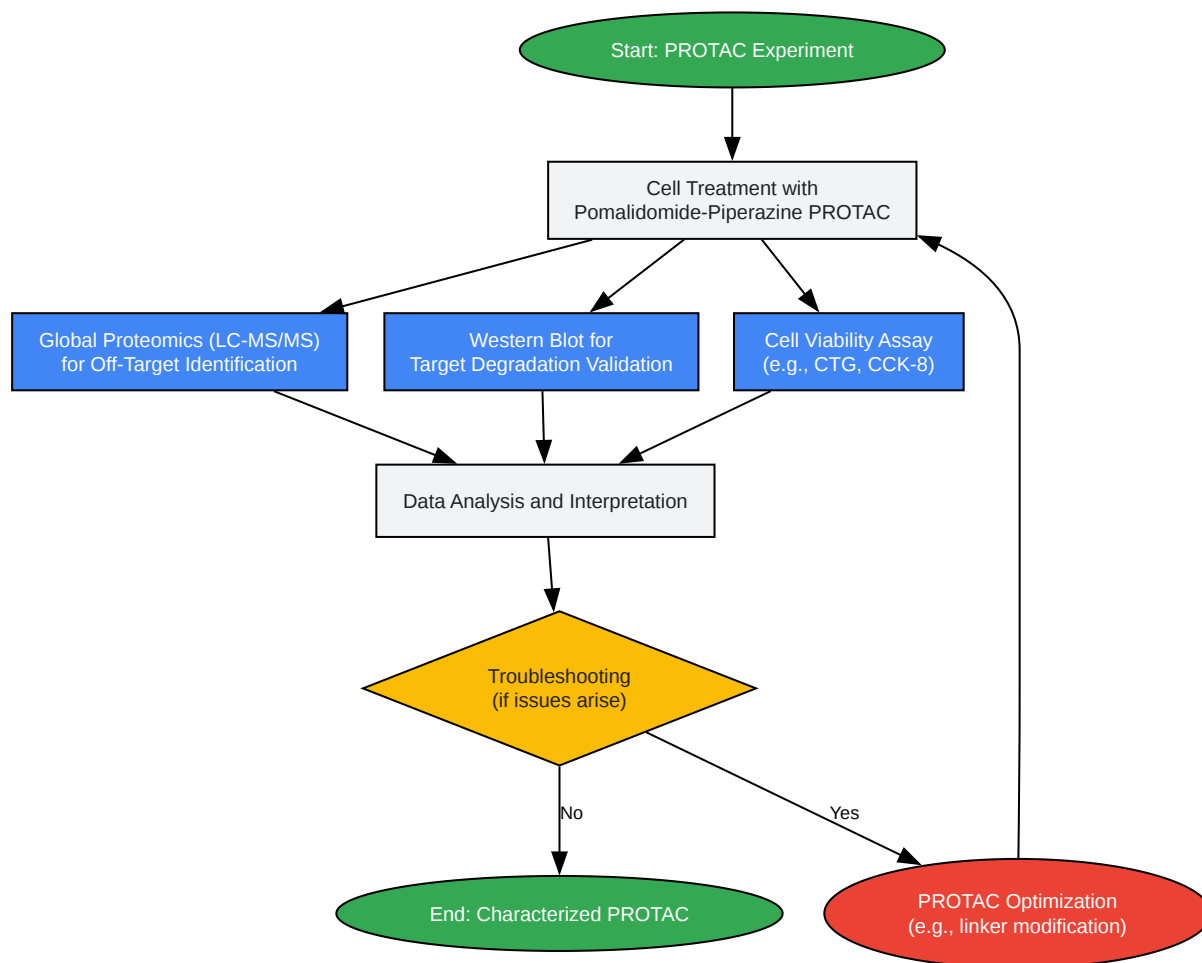 Start: PROTAC Experiment
Cell Treatment with
Pomalidomide-Piperazine PROTAC
Global Proteomics (LC-MS/MS)
for Off-Target Identification
Western Blot for
Target Degradation Validation
Cell Viability Assay
(e.g., CTG, CCK-8)
Data Analysis and Interpretation
Troubleshooting
(if issues arise)
No
Yes
End: Characterized PROTAC
PROTAC Optimization
(e.g., linker modification)